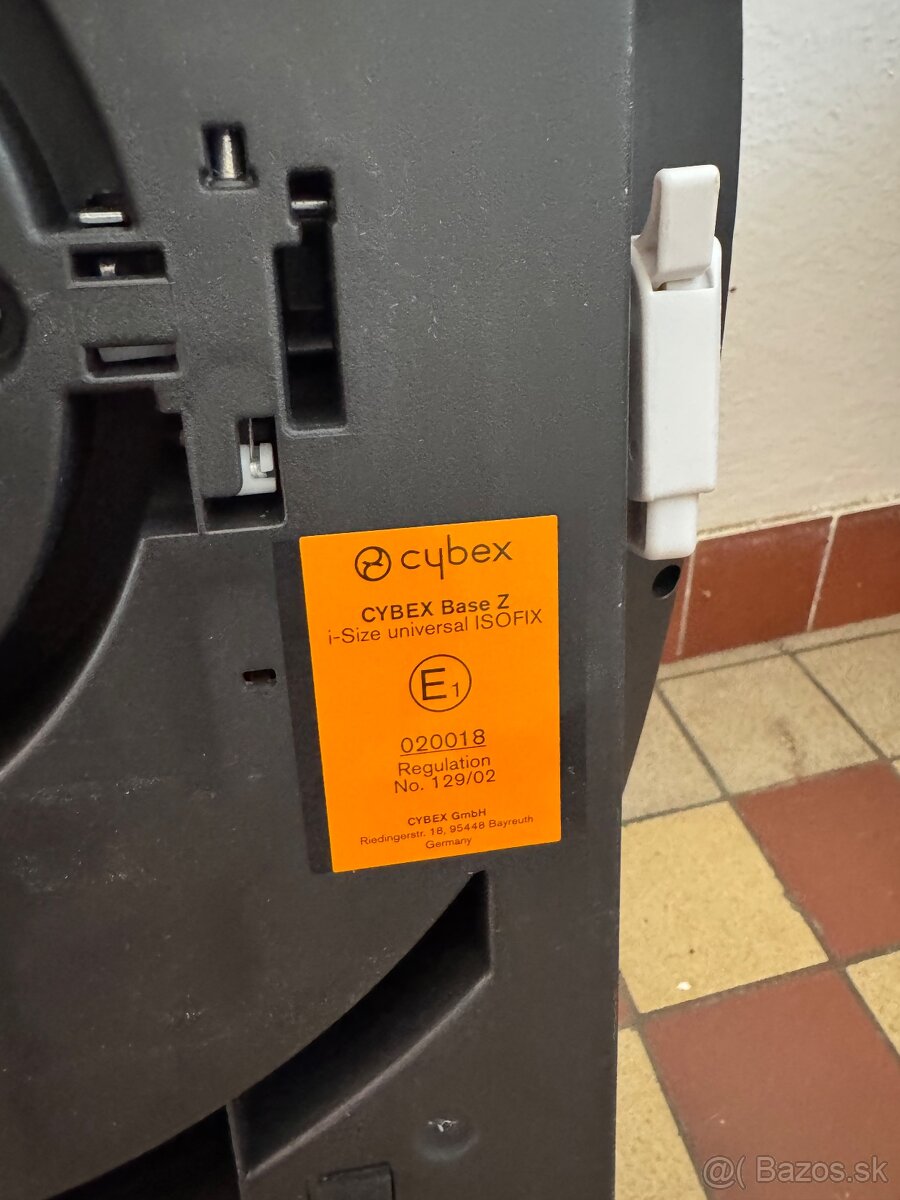 cybex
CYBEX Base Z
i-Size universal ISOFIX
E1
020018
Regulation
No. 129/02
CYBEX GmbH
Riedingerstr. 18, 95448 Bayreuth
Germany
@( Bazos.sk